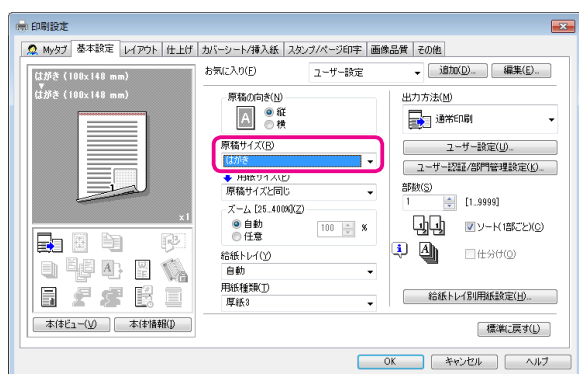 印刷設定
Myタブ 基本設定 レイアウト 仕上げ カバーシート/挿入紙 スタンプ/ページ印字 画像品質 その他
はがき (100x148 mm)
はがき (100x148 mm)
x1
本体ビュー(V) 本体情報(I)
お気に入り(F) ユーザー設定 追加(D)... 編集(E)...
原稿の向き(N)
A
縦
横
原稿サイズ(R)
はがき
用紙サイズ(P)
原稿サイズと同じ
ズーム [25..400%](Z)
自動
任意
100 %
給紙トレイ(Y)
自動
用紙種類(T)
厚紙3
出力方法(M)
通常印刷
ユーザー設定(U)...
ユーザー認証/部門管理設定(K)...
部数(S)
1 [1..9999]
ソート(1部ごと)(C)
仕分け(O)
給紙トレイ別用紙設定(H)...
標準に戻す(L)
OK キャンセル ヘルプ